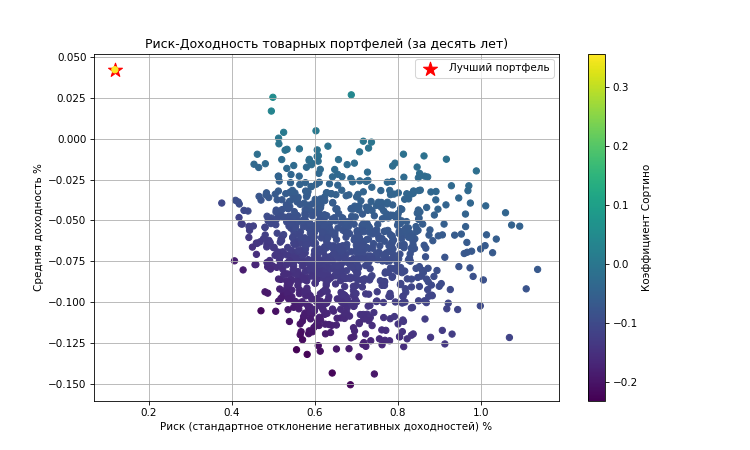 Риск-Доходность товарных портфелей (за десять лет)
Лучший портфель
Средняя доходность %
0.050
0.025
0.000
−0.025
−0.050
−0.075
−0.100
−0.125
−0.150
0.2 0.4 0.6 0.8 1.0
Риск (стандартное отклонение негативных доходностей) %
0.3
0.2
0.1
0.0
−0.1
−0.2
Коэффициент Сортино